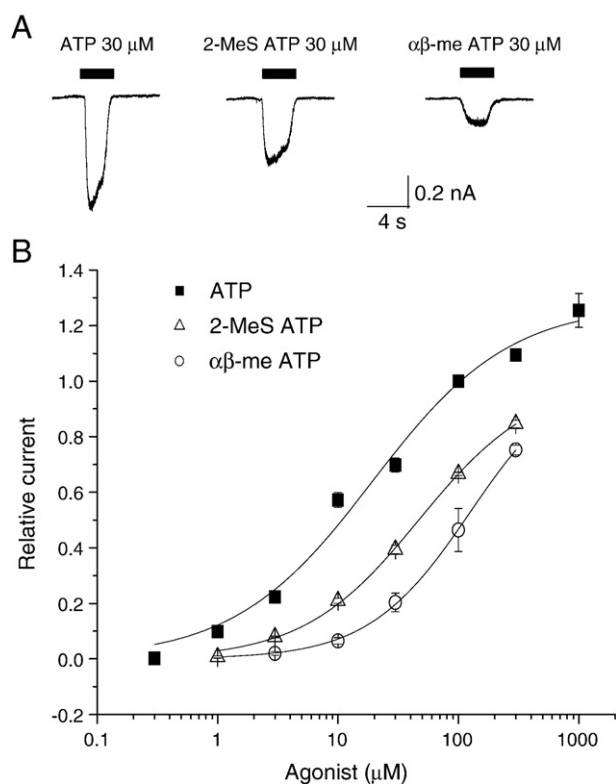 A
ATP 30 μM 2-MeS ATP 30 μM αβ-me ATP 30 μM
0.2 nA
4 s
B
1.4
1.2
1.0
0.8
0.6
0.4
0.2
0.0
-0.2
Relative current
ATP
2-MeS ATP
αβ-me ATP
0.1 1 10 100 1000
Agonist (μM)